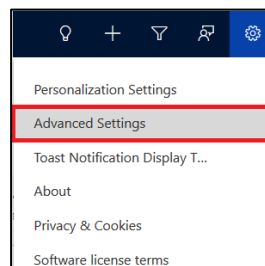 Personalization Settings
Advanced Settings
Toast Notification Display T...
About
Privacy & Cookies
Software license terms